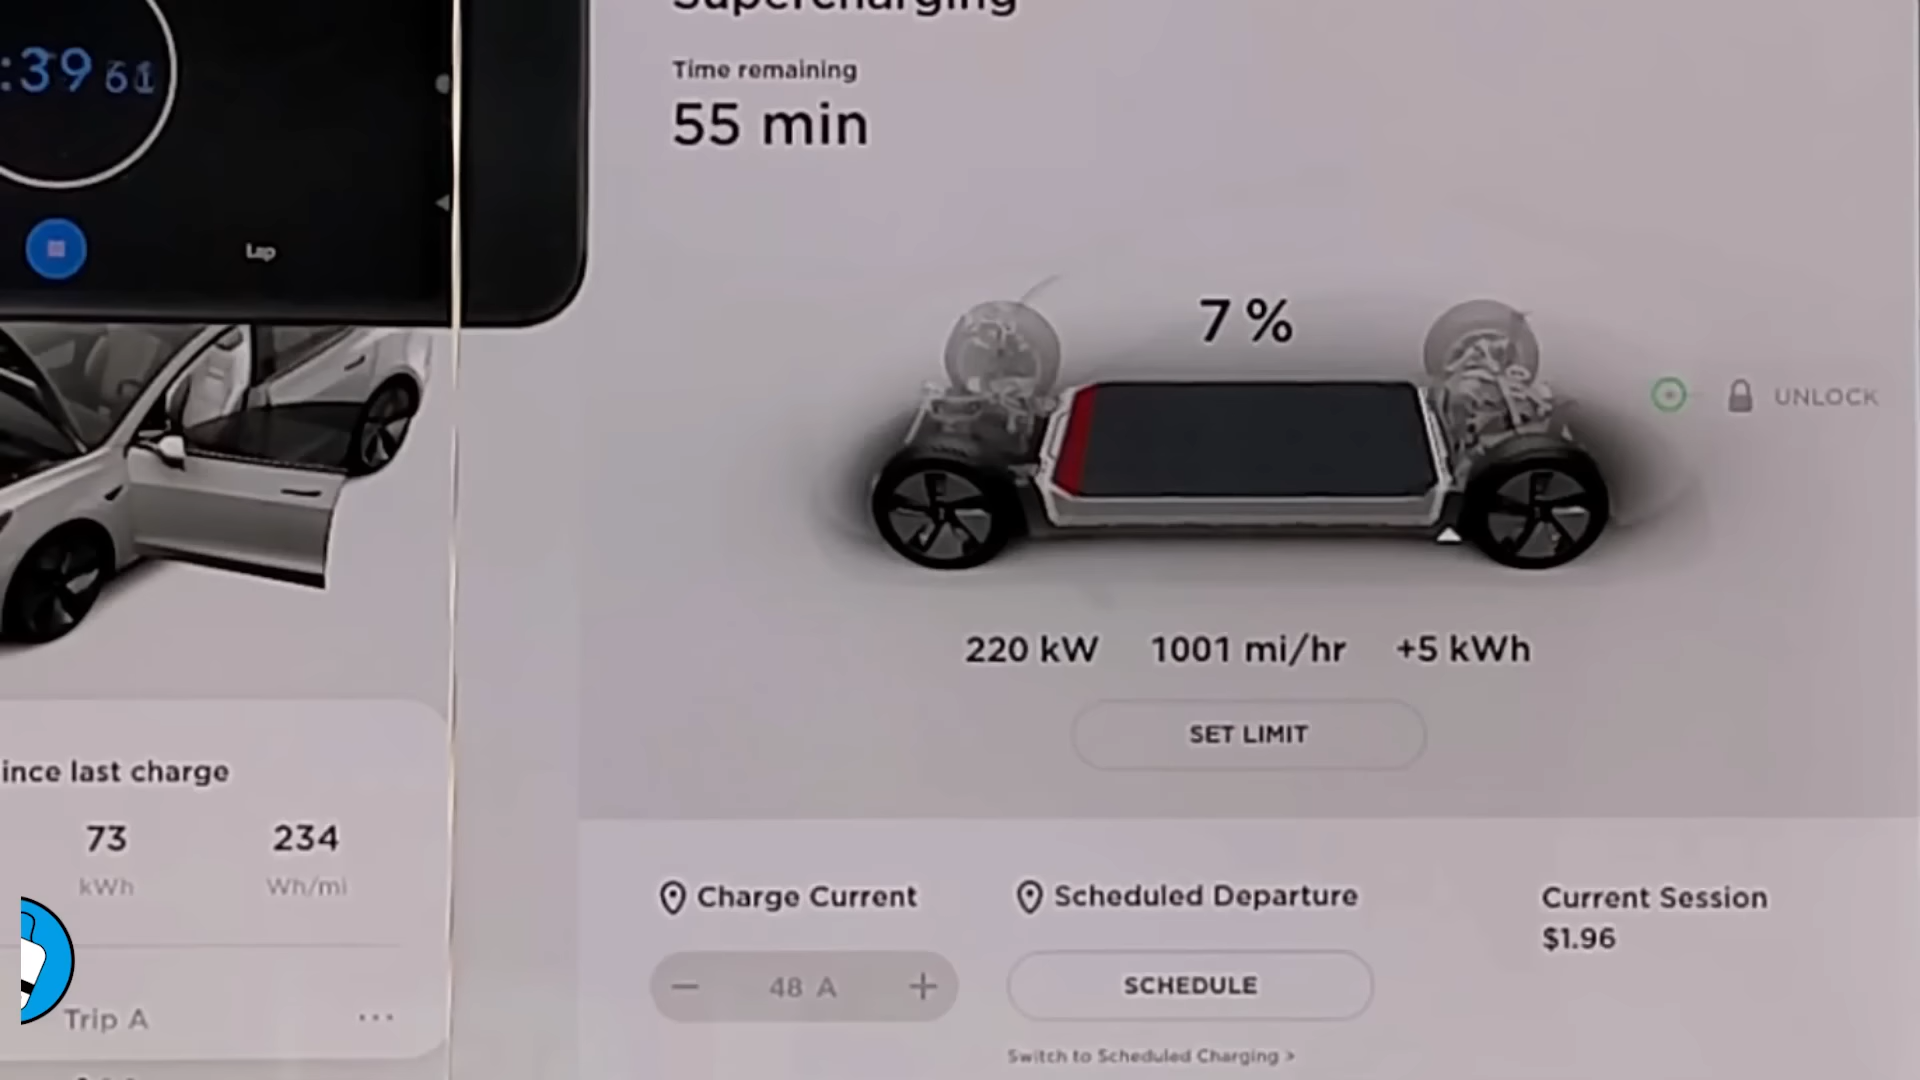 :39 61
Lap
Supercharging
Time remaining
55 min
7 %
UNLOCK
220 kW 1001 mi/hr +5 kWh
SET LIMIT
ince last charge
73 234
kWh Wh/mi
Trip A ...
Charge Current
− 48 A +
Scheduled Departure
SCHEDULE
Switch to Scheduled Charging >
Current Session
$1.96